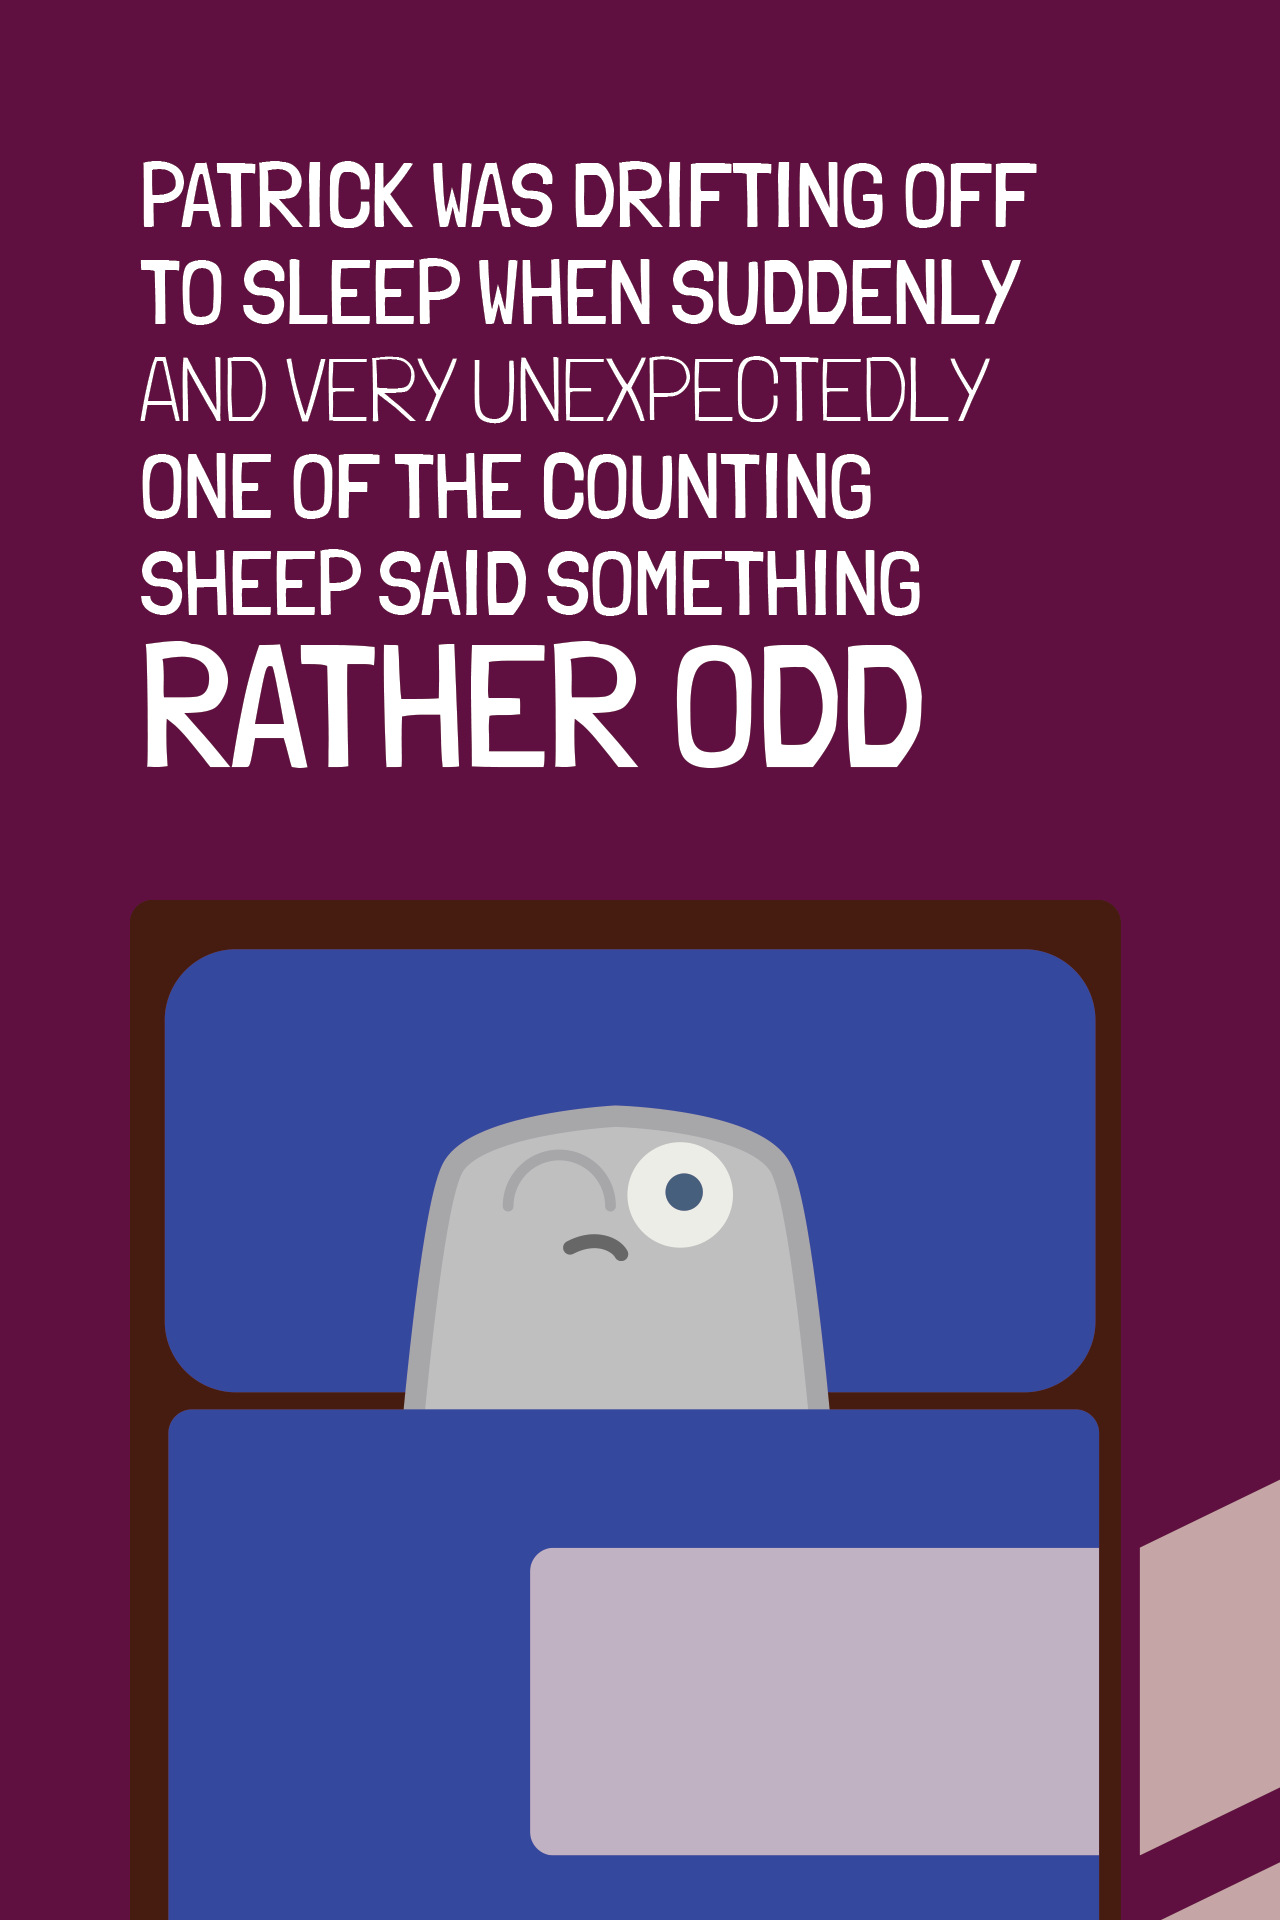 PATRICK WAS DRIFTING OFF
TO SLEEP WHEN SUDDENLY
AND VERY UNEXPECTEDLY
ONE OF THE COUNTING
SHEEP SAID SOMETHING
RATHER ODD